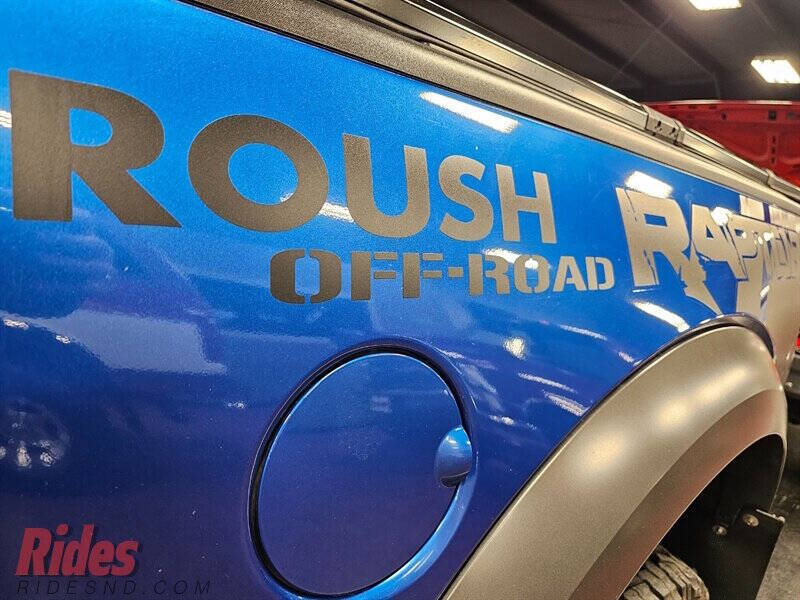 ROUSH
OFF-ROAD
RAPTOR
Rides
RIDESND.COM